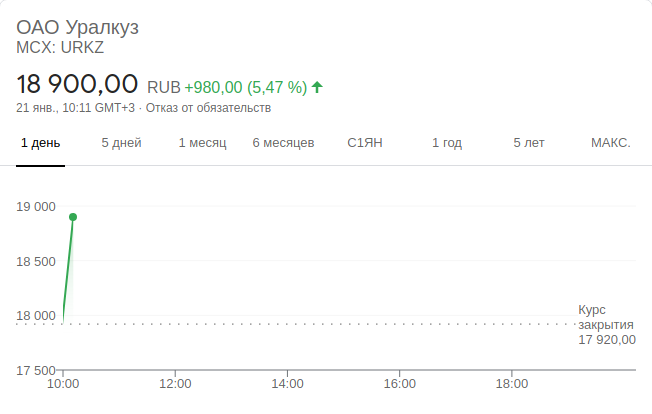 ОАО Уралкуз
MCX: URKZ
18 900,00 RUB +980,00 (5,47 %)
21 янв., 10:11 GMT+3 · Отказ от обязательств
1 день 5 дней 1 месяц 6 месяцев С1ЯН 1 год 5 лет МАКС.
19 000
18 500
18 000
Курс
закрытия
17 920,00
17 500
10:00 12:00 14:00 16:00 18:00